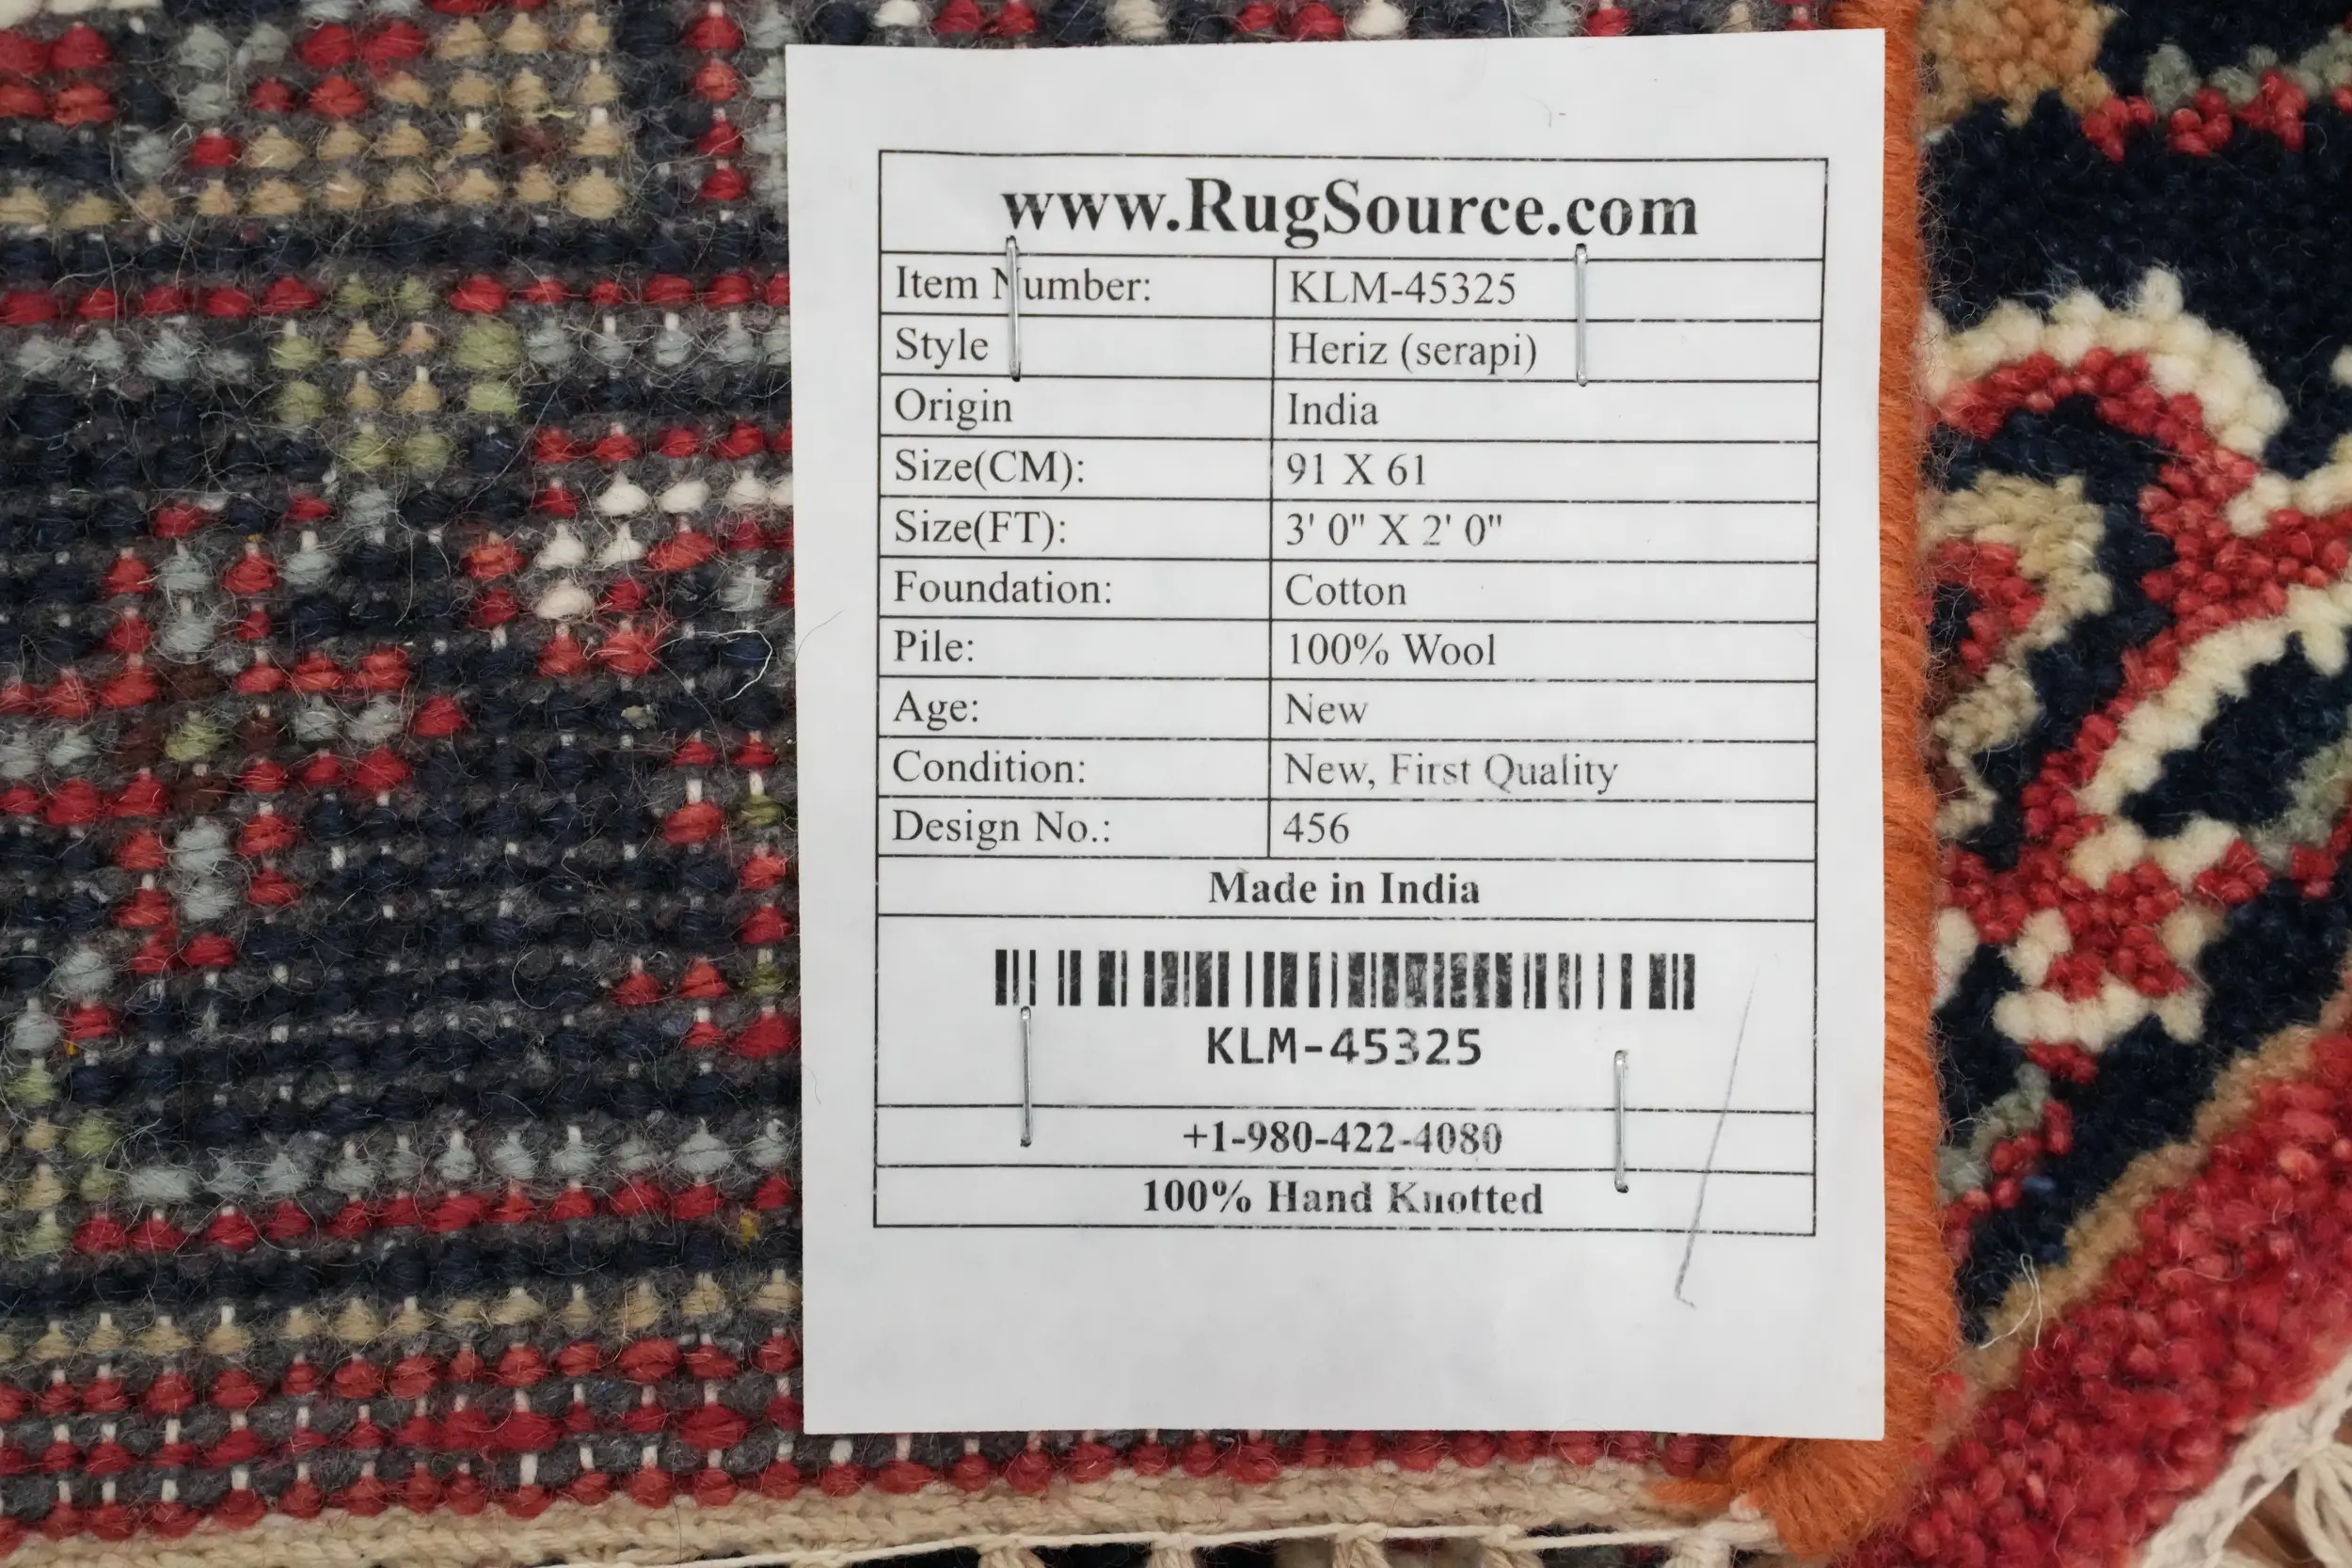 www.RugSource.com
Item Number: KLM-45325
Style Heriz (serapi)
Origin India
Size(CM): 91 X 61
Size(FT): 3' 0" X 2' 0"
Foundation: Cotton
Pile: 100% Wool
Age: New
Condition: New, First Quality
Design No.: 456
Made in India
KLM-45325
+1-980-422-4080
100% Hand Knotted